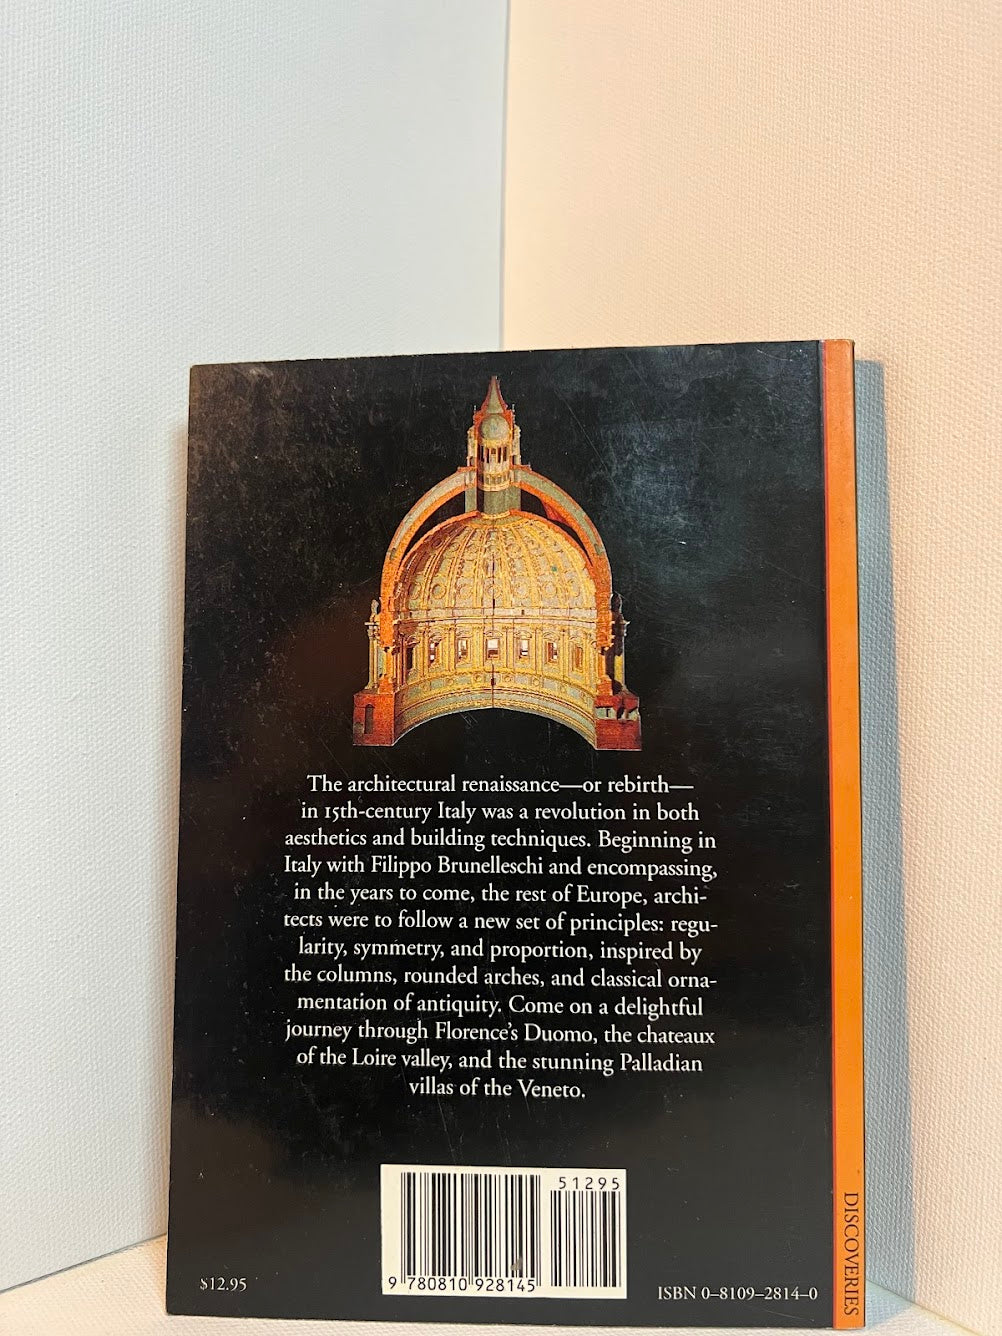 The architectural renaissance—or rebirth—
in 15th-century Italy was a revolution in both
aesthetics and building techniques. Beginning in
Italy with Filippo Brunelleschi and encompassing,
in the years to come, the rest of Europe, archi-
tects were to follow a new set of principles: regu-
larity, symmetry, and proportion, inspired by
the columns, rounded arches, and classical orna-
mentation of antiquity. Come on a delightful
journey through Florence's Duomo, the chateaux
of the Loire valley, and the stunning Palladian
villas of the Veneto.
51295
9 780810 928145
$12.95
ISBN 0–8109–2814–0
DISCOVERIES